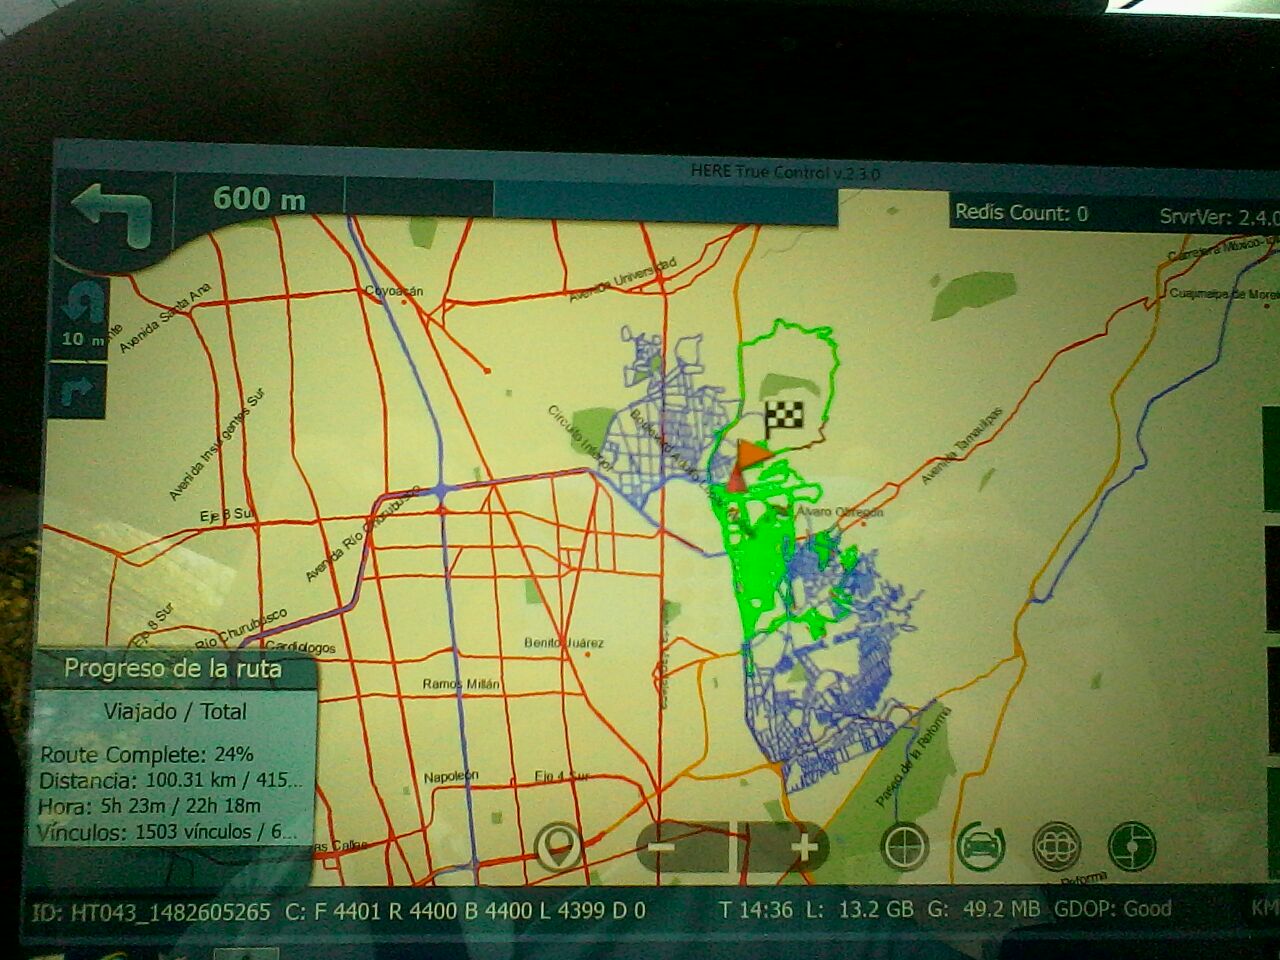 HERE True Control v.2.3.0
600 m
Redis Count: 0
SrvrVer: 2,4.0
10 m
Avenida Santa Ana
Coyoacán
Avenida Universidad
Carretera México-
Cuajimalpa de More
Avenida Insurgentes Sur
Circuito Interior
Avenida Tamaulipas
Eje 8 Sur
Avenida Río Churubusco
Álvaro Obregón
Eje 8 Sur
Río Churubusco
Cardiólogos
Benito Juárez
Ramos Millán
Napoleón
Eje 4 Sur
Paseo de la Reforma
Reforma
Progreso de la ruta
Viajado / Total
Route Complete: 24%
Distancia: 100.31 km / 415...
Hora: 5h 23m / 22h 18m
Vínculos: 1503 vínculos / 6...
ID: HT043_1482605265 C: F 4401 R 4400 B 4400 L 4399 D 0
T 14:36 L: 13.2 GB G: 49.2 MB GDOP: Good
KM